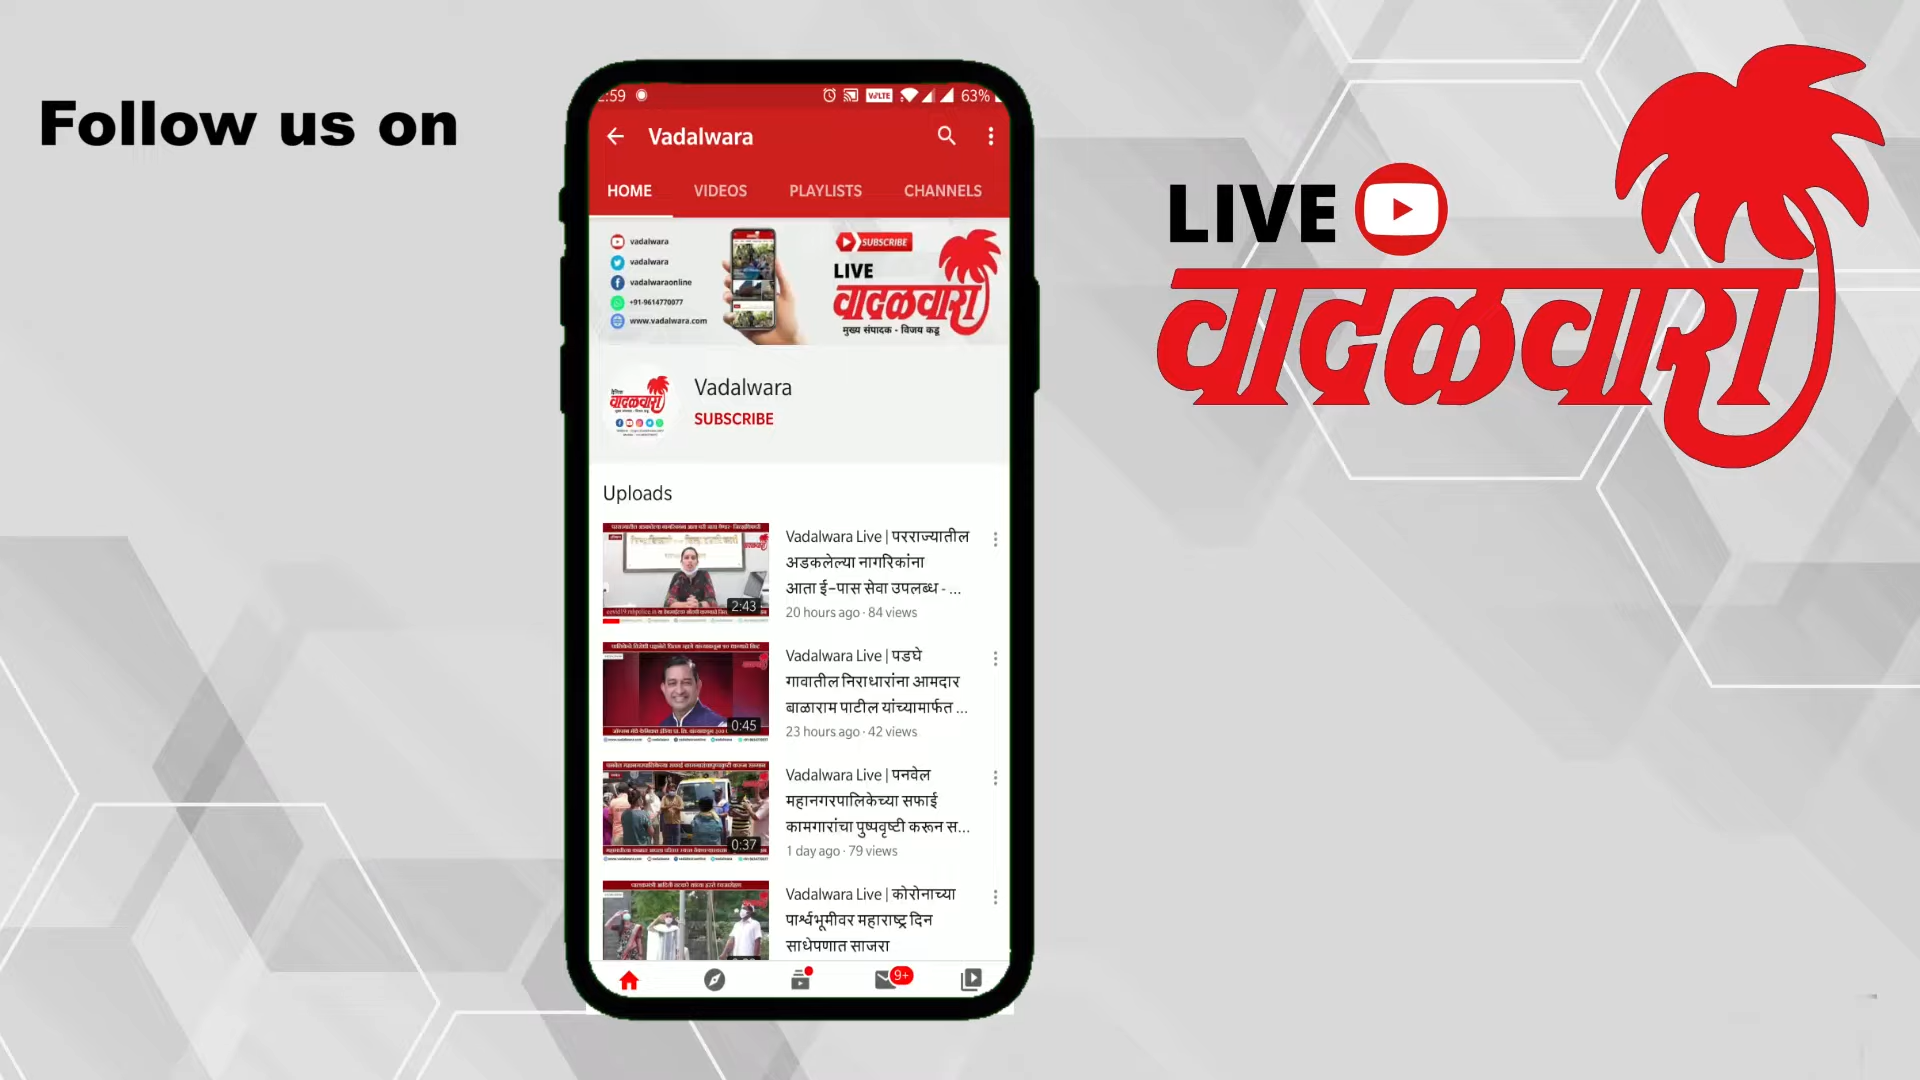 Follow us on
:59
VoLTE
63%
Vadalwara
HOME VIDEOS PLAYLISTS CHANNELS
vadalwara
vadalwara
vadalwaraonline
+91-9614770077
www.vadalwara.com
SUBSCRIBE
LIVE
वादळवारा
मुख्य संपादक - विजय कडू
वादळवारा
Vadalwara
SUBSCRIBE
Uploads
2:43
Vadalwara Live | परराज्यातील
अडकलेल्या नागरिकांना
आता ई-पास सेवा उपलब्ध - ...
20 hours ago · 84 views
0:45
Vadalwara Live | पडघे
गावातील निराधारांना आमदार
बाळाराम पाटील यांच्यामार्फत ...
23 hours ago · 42 views
0:37
Vadalwara Live | पनवेल
महानगरपालिकेच्या सफाई
कामगारांचा पुष्पवृष्टी करून स...
1 day ago · 79 views
Vadalwara Live | कोरोनाच्या
पार्श्वभूमीवर महाराष्ट्र दिन
साधेपणात साजरा
9+
LIVE
वादळवारा